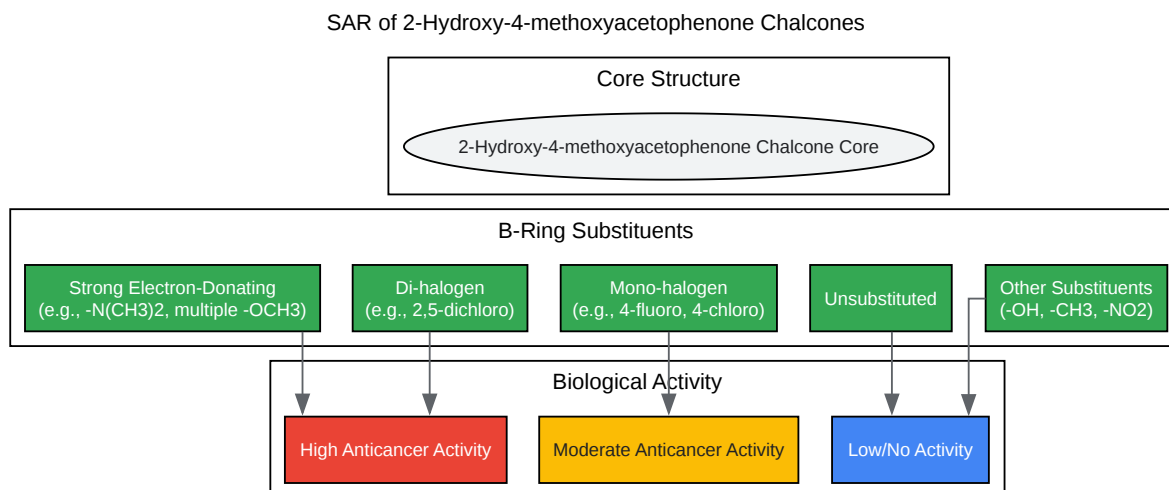 SAR of 2-Hydroxy-4-methoxyacetophenone Chalcones
Core Structure
2-Hydroxy-4-methoxyacetophenone Chalcone Core
B-Ring Substituents
Strong Electron-Donating
(e.g., -N(CH3)2, multiple -OCH3)
Di-halogen
(e.g., 2,5-dichloro)
Mono-halogen
(e.g., 4-fluoro, 4-chloro)
Unsubstituted
Other Substituents
(-OH, -CH3, -NO2)
Biological Activity
High Anticancer Activity
Moderate Anticancer Activity
Low/No Activity